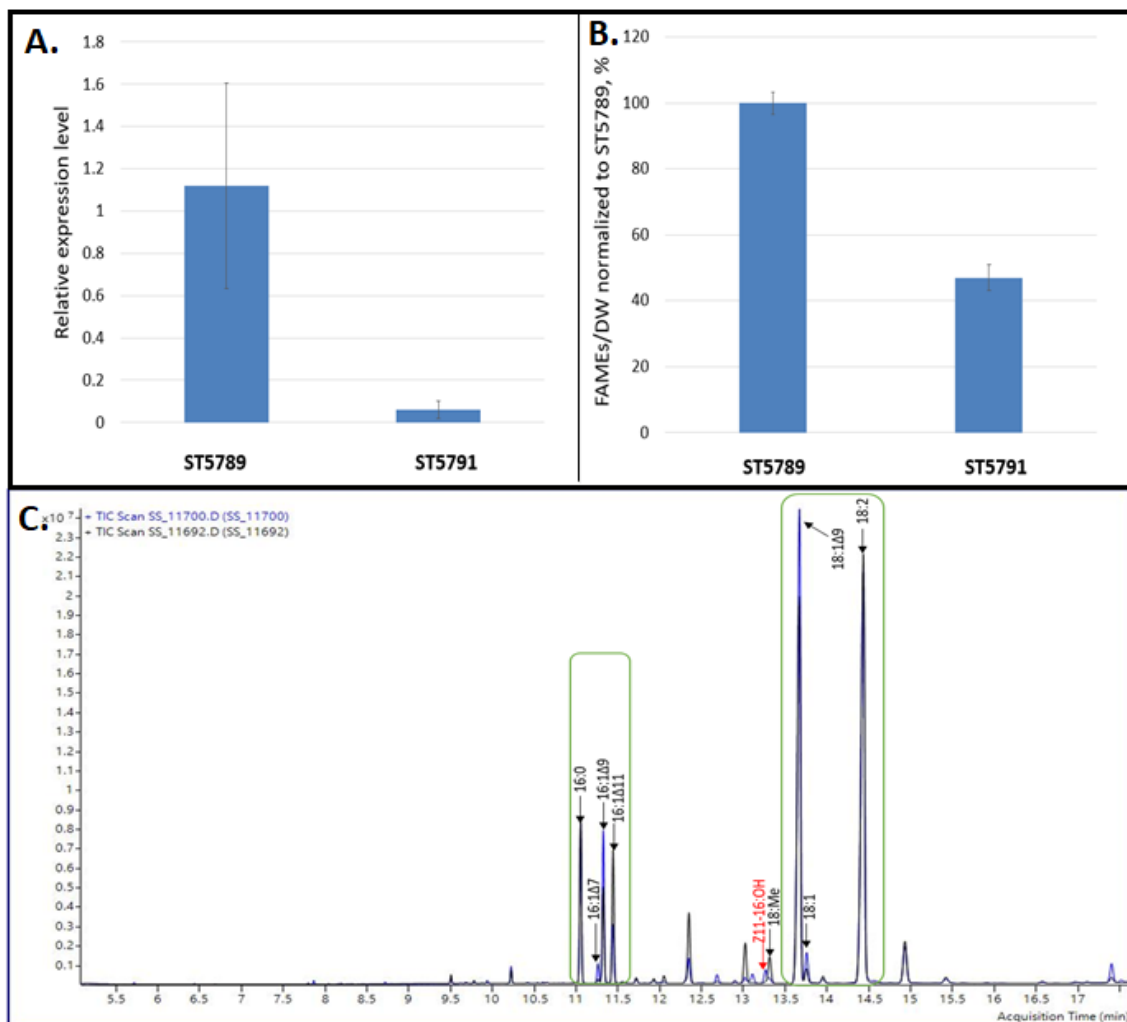 A.
1.8
1.6
1.4
1.2
1
0.8
0.6
0.4
0.2
0
Relative expression level
ST5789
ST5791
B.
120
100
80
60
40
20
0
FAMEs/DW normalized to ST5789, %
ST5789
ST5791
C.
x10 7
+ TIC Scan SS_11700.D (SS_11700)
+ TIC Scan SS_11692.D (SS_11692)
2.3
2.2
2.1
2
1.9
1.8
1.7
1.6
1.5
1.4
1.3
1.2
1.1
1
0.9
0.8
0.7
0.6
0.5
0.4
0.3
0.2
0.1
16:0
16:1Δ7
16:1Δ9
16:1Δ11
Z11-16:OH
18:Me
18:1
18:1Δ9
18:2
5.5 6 6.5 7 7.5 8 8.5 9 9.5 10 10.5 11 11.5 12 12.5 13 13.5 14 14.5 15 15.5 16 16.5 17
Acquisition Time (min)